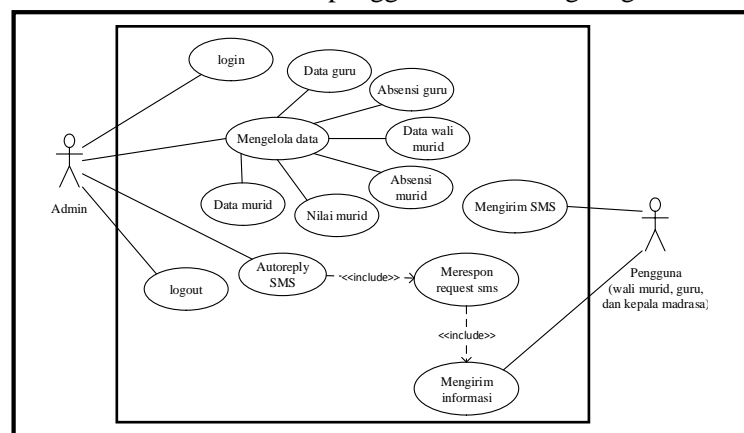 login
Data guru
Absensi guru
Mengelola data
Data wali
murid
Absensi
murid
Data murid
Nilai murid
Admin
Mengirim SMS
Autoreply
SMS
<<include>>
Merespon
request sms
logout
Pengguna
(wali murid, guru,
dan kepala madrasa)
<<include>>
Mengirim
informasi